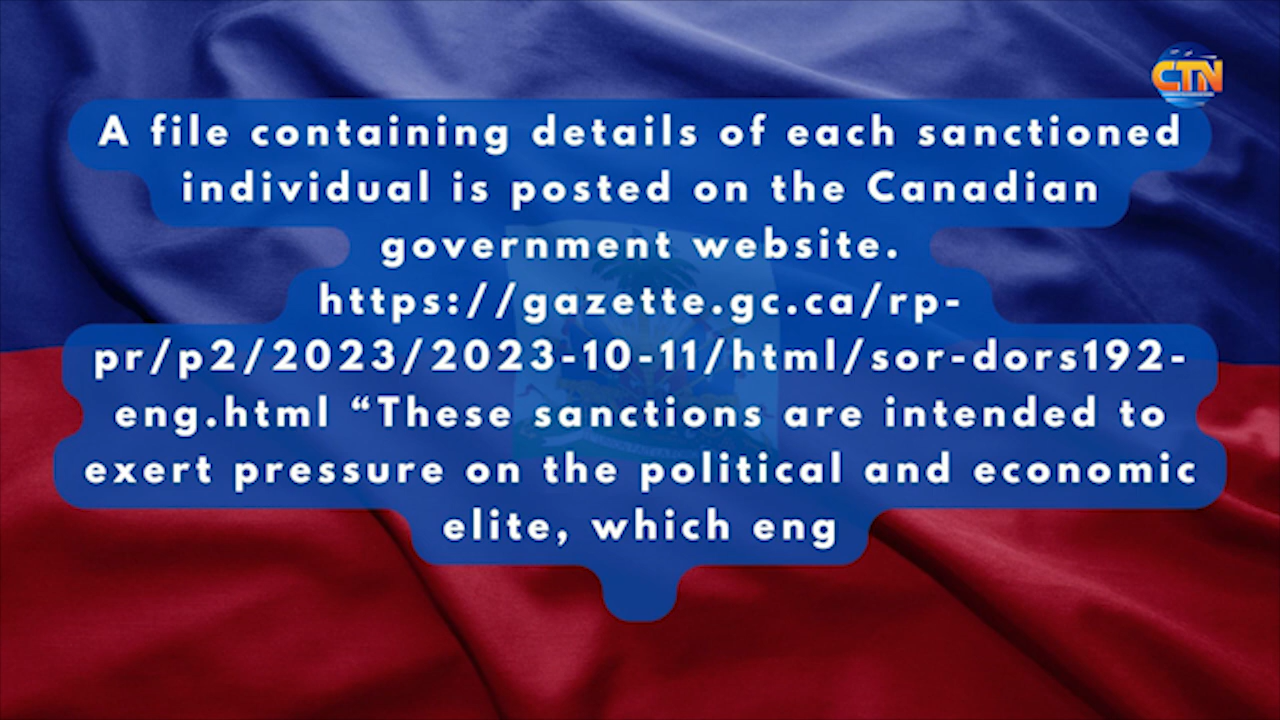 CTN
A file containing details of each sanctioned
individual is posted on the Canadian
government website.
https://gazette.gc.ca/rp-
pr/p2/2023/2023-10-11/html/sor-dors192-
eng.html “These sanctions are intended to
exert pressure on the political and economic
elite, which eng